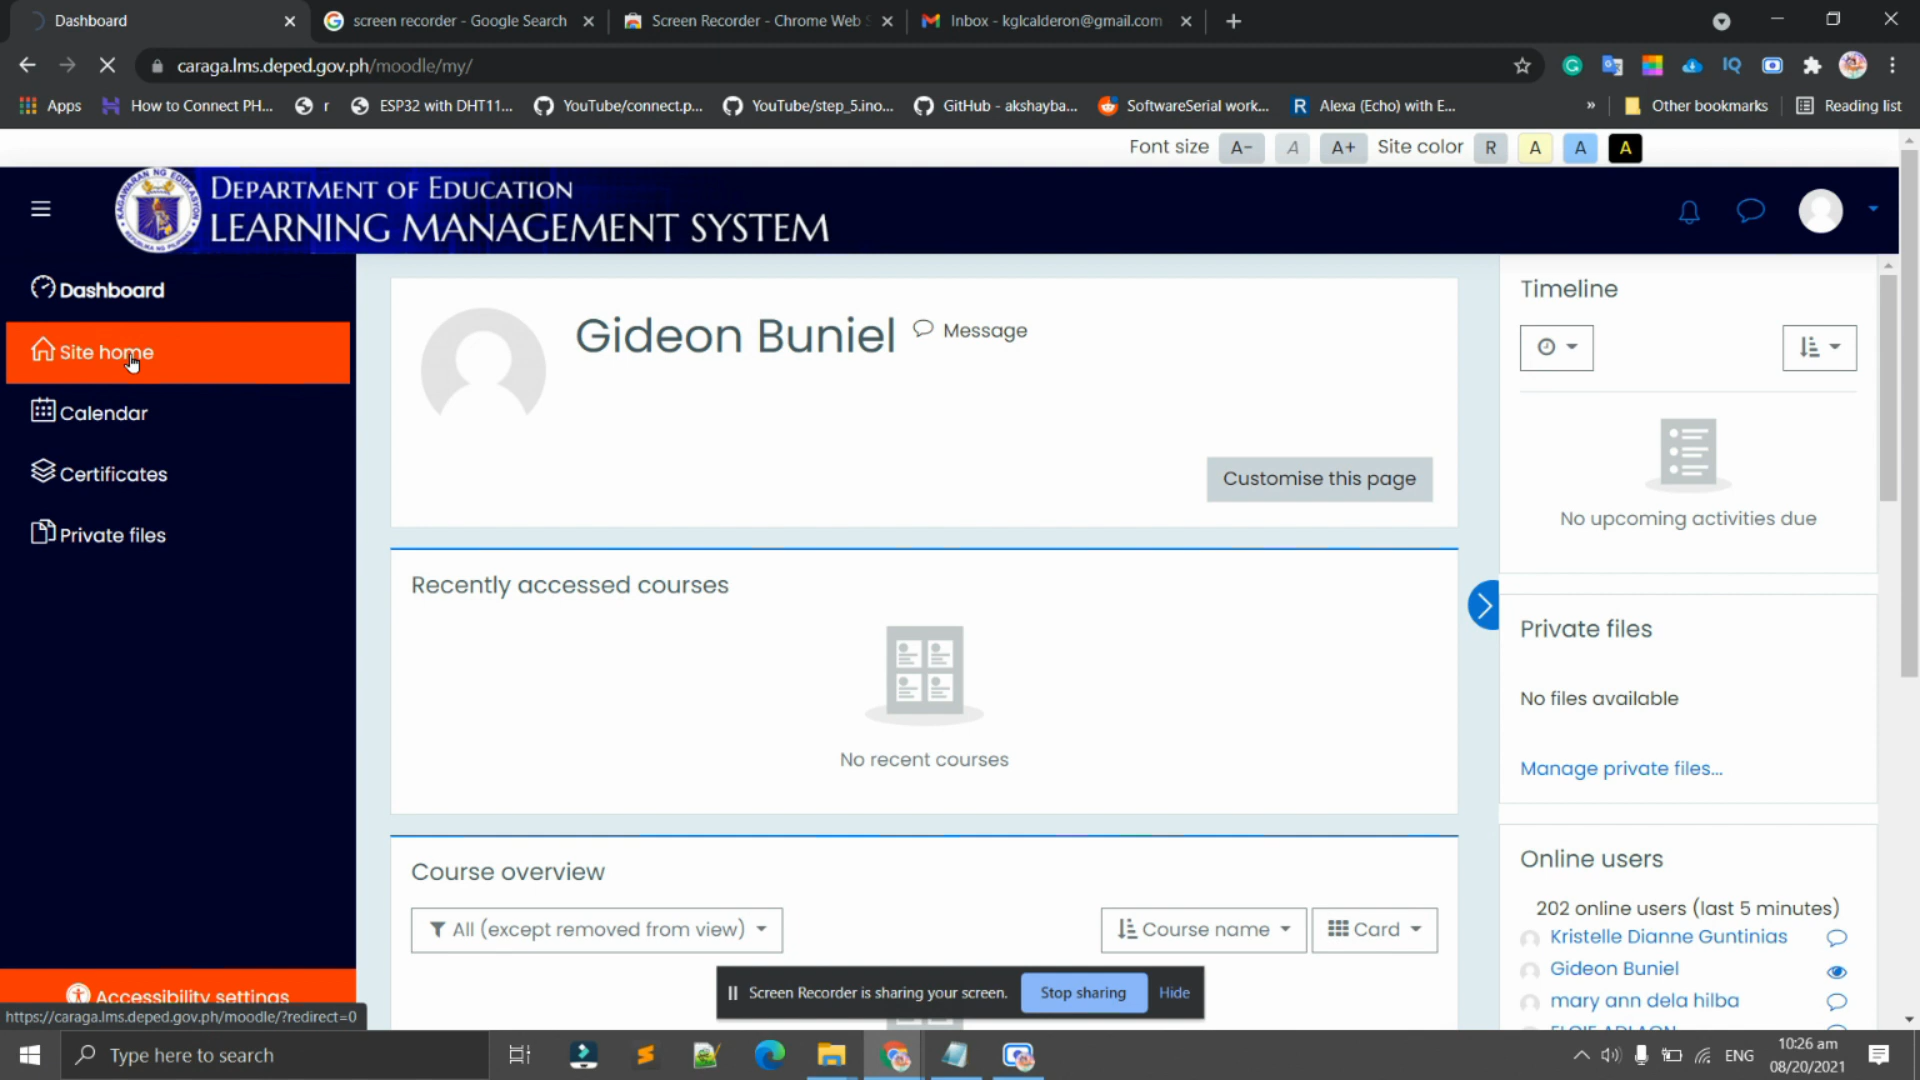 Dashboard
screen recorder - Google Search
Screen Recorder - Chrome Web S
Inbox - kglcalderon@gmail.com
caraga.lms.deped.gov.ph/moodle/my/
Apps
How to Connect PH...
r
ESP32 with DHT11...
YouTube/connect.p...
YouTube/step_5.ino...
GitHub - akshayba...
SoftwareSerial work...
R Alexa (Echo) with E...
»
Other bookmarks
Reading list
Font size A- A A+ Site color R A A A
DEPARTMENT OF EDUCATION
LEARNING MANAGEMENT SYSTEM
Dashboard
Site home
Calendar
Certificates
Private files
Accessibility settings
https://caraga.lms.deped.gov.ph/moodle/?redirect=0
Gideon Buniel
Message
Customise this page
Recently accessed courses
No recent courses
Course overview
All (except removed from view)
Course name
Card
Timeline
No upcoming activities due
Private files
No files available
Manage private files...
Online users
202 online users (last 5 minutes)
Kristelle Dianne Guntinias
Gideon Buniel
mary ann dela hilba
Screen Recorder is sharing your screen.
Stop sharing
Hide
Type here to search
ENG
10:26 am
08/20/2021